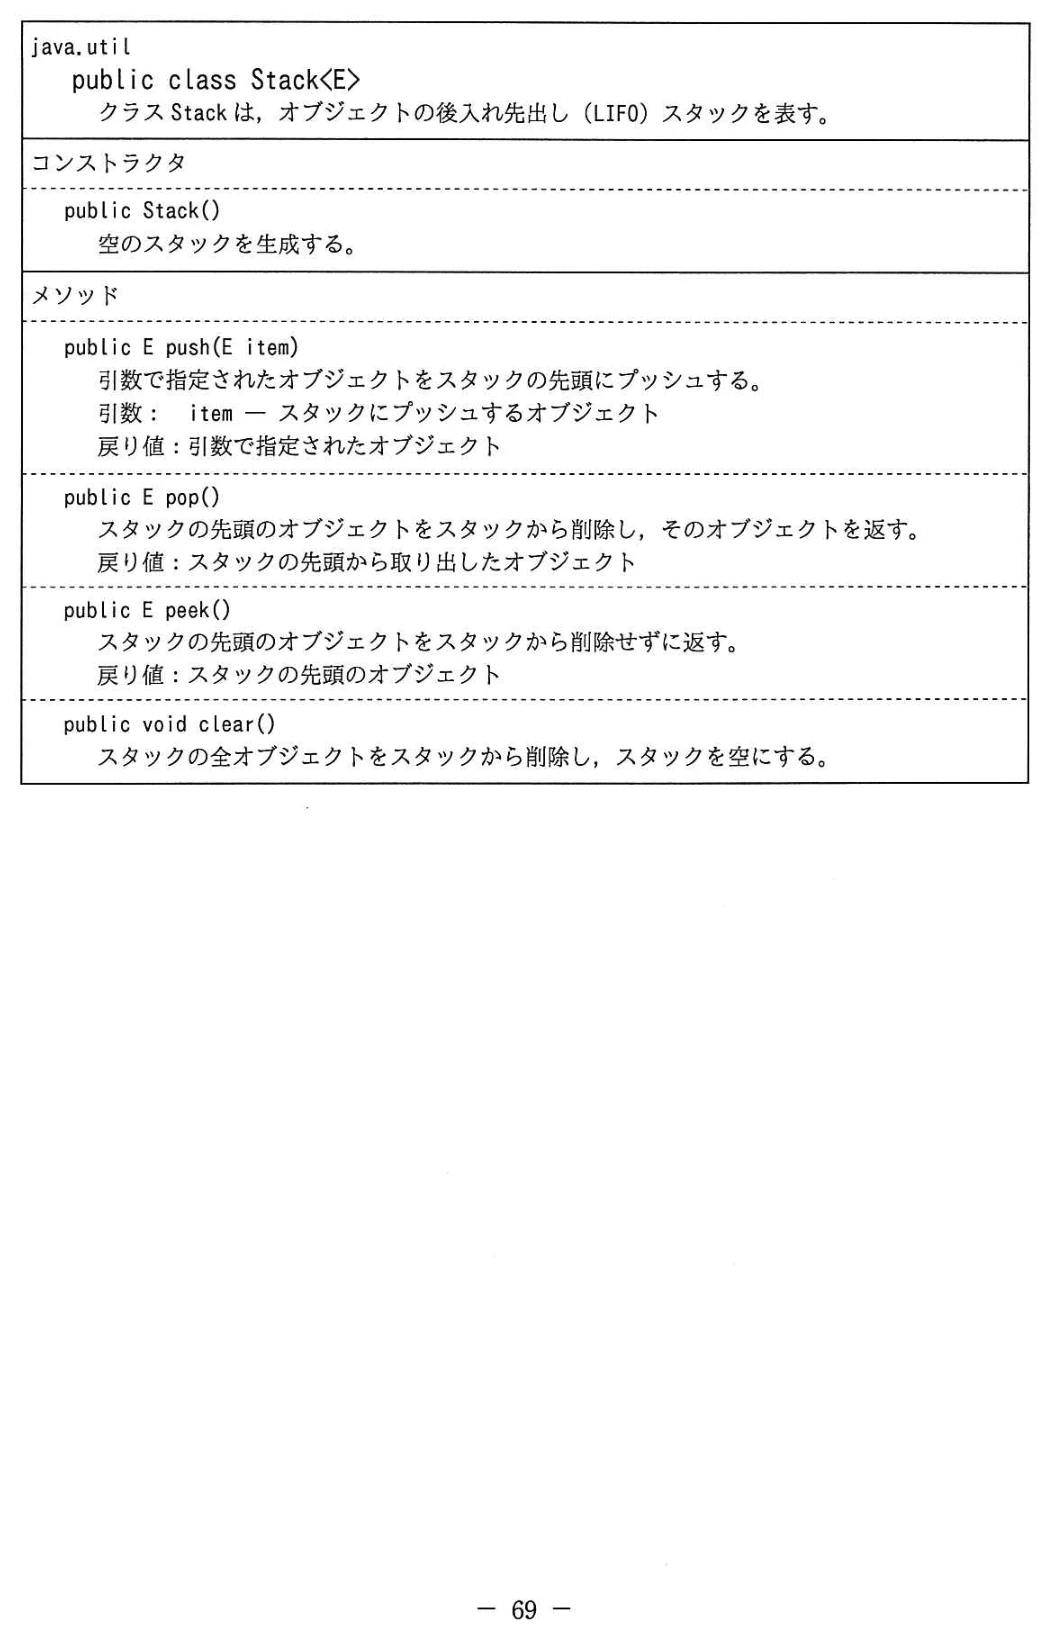 java.util
public class Stack<E>
クラス Stack は，オブジェクトの後入れ先出し（LIFO）スタックを表す。
コンストラクタ
public Stack()
空のスタックを生成する。
メソッド
public E push(E item)
引数で指定されたオブジェクトをスタックの先頭にプッシュする。
引数： item ― スタックにプッシュするオブジェクト
戻り値：引数で指定されたオブジェクト
public E pop()
スタックの先頭のオブジェクトをスタックから削除し，そのオブジェクトを返す。
戻り値：スタックの先頭から取り出したオブジェクト
public E peek()
スタックの先頭のオブジェクトをスタックから削除せずに返す。
戻り値：スタックの先頭のオブジェクト
public void clear()
スタックの全オブジェクトをスタックから削除し，スタックを空にする。
― 69 ―